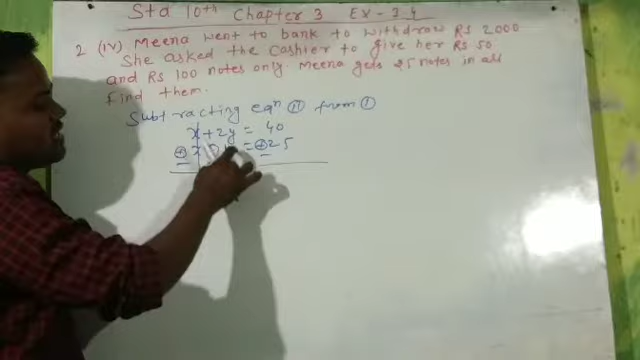 Std 10th Chapter 3 EX-3.4
2 (IV) Meena went to bank to withdraw Rs 2000
She asked the cashier to give her Rs 50
and Rs 100 notes only. Meena gets 25 notes in all
Find them.
Subtracting eqn (II) from (I)
x + 2y = 40
x = 25